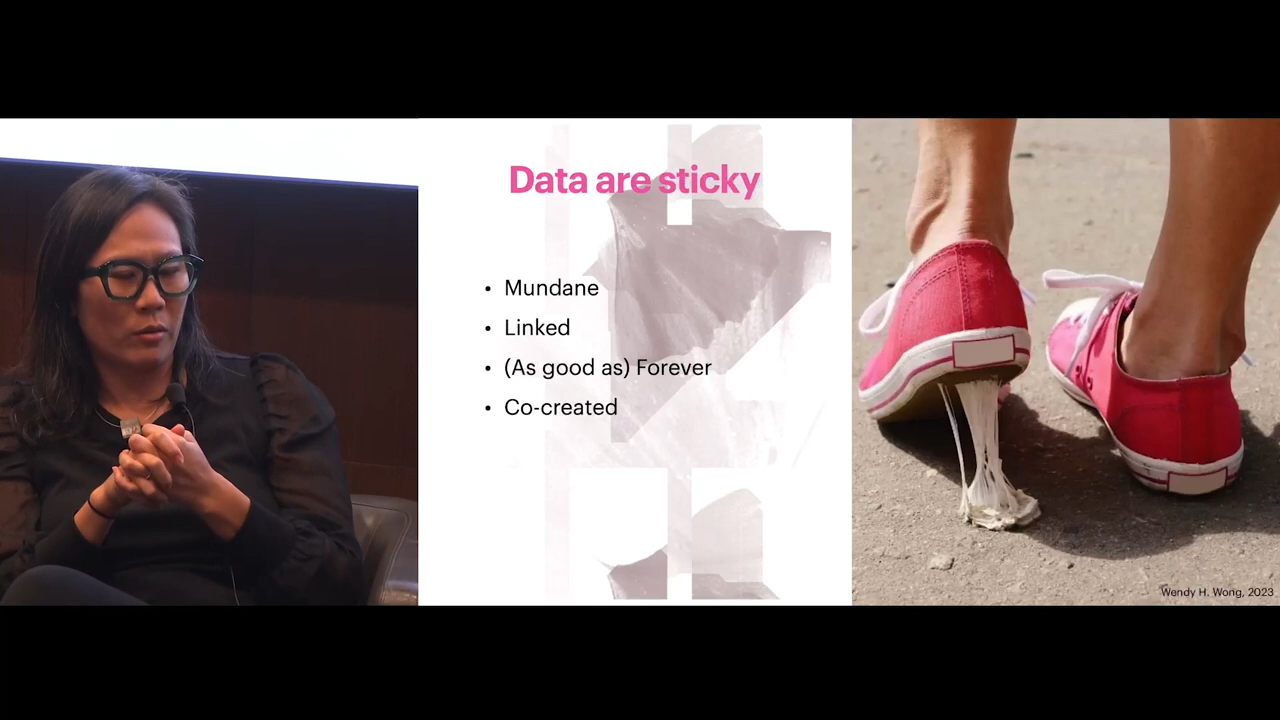 Data are sticky
• Mundane
• Linked
• (As good as) Forever
• Co-created
Wendy H. Wong, 2023